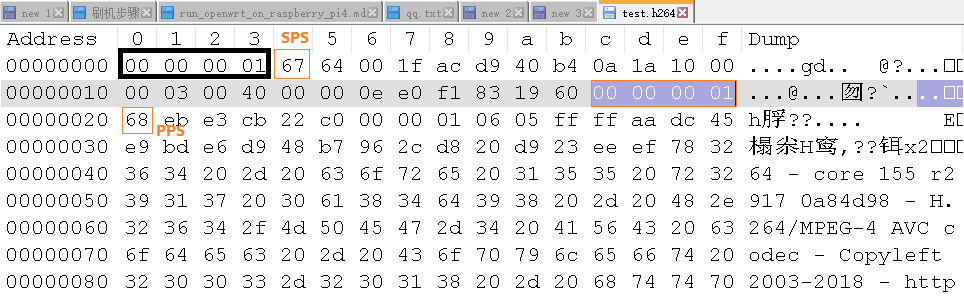 new 1 刷机步骤 run_openwrt_on_raspberry_pi4.md qq.txt new 2 new 3 test.h264
Address 0 1 2 3 SPS 5 6 7 8 9 a b c d e f Dump
00000000 00 00 00 01 67 64 00 1f ac d9 40 b4 0a 1a 10 00 ....gd.. @?...□□
00000010 00 03 00 40 00 00 0e e0 f1 83 19 60 00 00 00 01 ...@...忽?`....
00000020 68 eb e3 cb 22 c0 00 00 01 06 05 ff ff aa dc 45 h脬??.... E□
PPS
00000030 e9 bd e6 d9 48 b7 96 2c d8 20 d9 23 ee ef 78 32 H窎,??铒x2□□□
00000040 36 34 20 2d 20 63 6f 72 65 20 31 35 35 20 72 32 64 - core 155 r2
00000050 39 31 37 20 30 61 38 34 64 39 38 20 2d 20 48 2e 917 0a84d98 - H.
00000060 32 36 34 2f 4d 50 45 47 2d 34 20 41 56 43 20 63 264/MPEG-4 AVC c
00000070 6f 64 65 63 20 2d 20 43 6f 70 79 6c 65 66 74 20 odec - Copyleft
00000080 32 30 30 33 2d 32 30 31 38 20 2d 20 68 74 74 70 2003-2018 - http